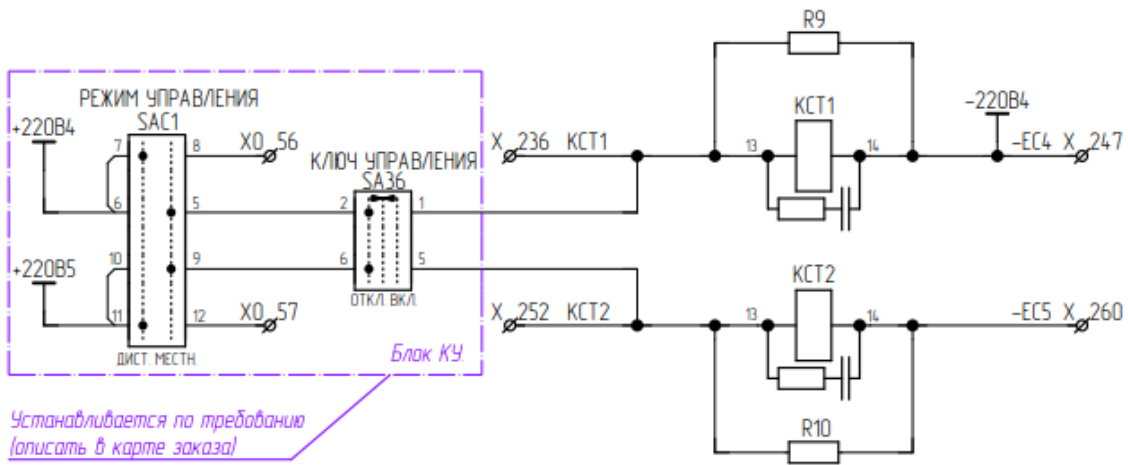 R9
РЕЖИМ УПРАВЛЕНИЯ
SAC1
+220В4
7
8
XO
56
X
236
КСТ1
КСТ1
13
14
-220В4
-ЕС4
X
247
КЛЮЧ УПРАВЛЕНИЯ
SA36
6
5
2
1
10
9
6
5
+220В5
ОТКЛ. ВКЛ.
11
12
XO
57
X
252
КСТ2
КСТ2
13
14
-ЕС5
X
260
ДИСТ. МЕСТН.
Блок КУ.
Устанавливается по требованию
(описать в карте заказа)
R10